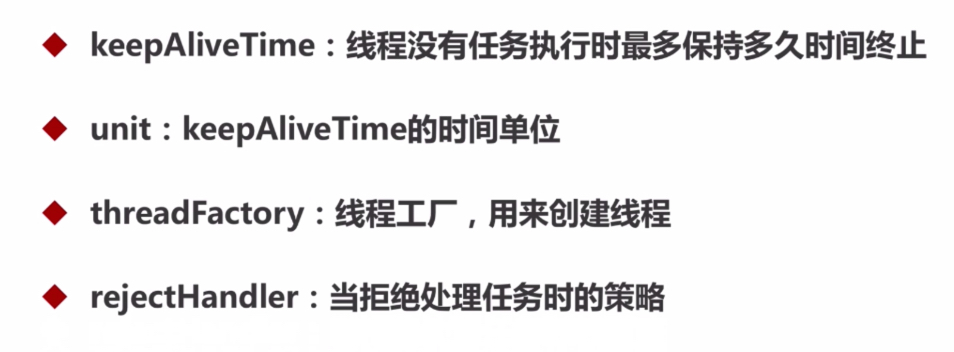 ◆ keepAliveTime：线程没有任务执行时最多保持多久时间终止
◆ unit：keepAliveTime的时间单位
◆ threadFactory：线程工厂，用来创建线程
◆ rejectHandler：当拒绝处理任务时的策略